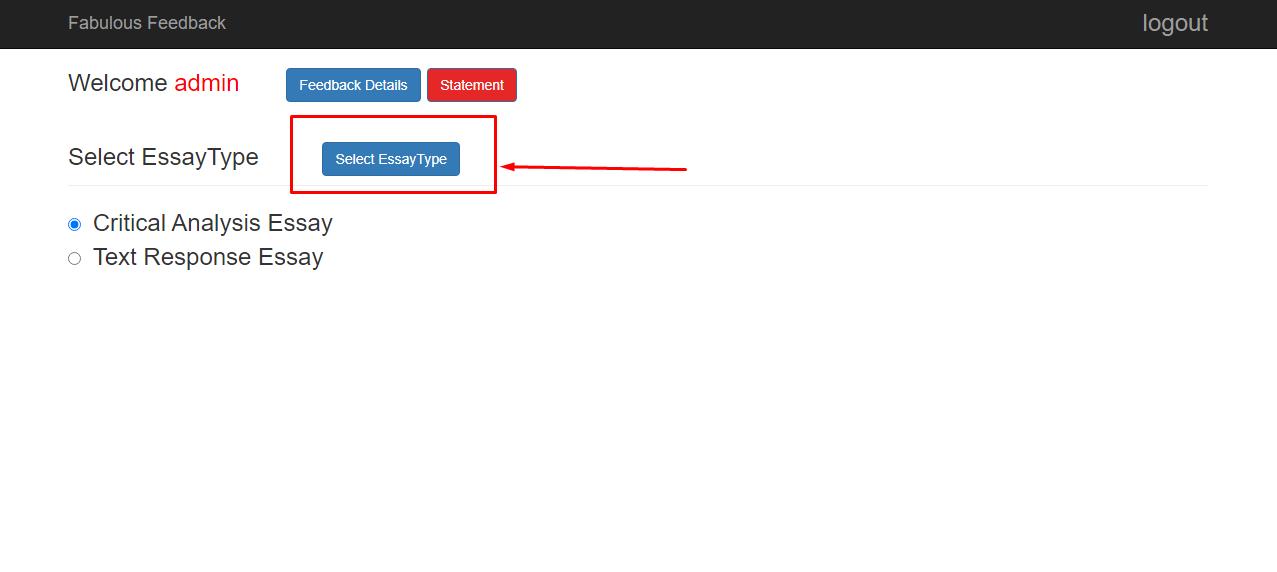 Fabulous Feedback logout
Welcome admin Feedback Details Statement
Select EssayType Select EssayType
Critical Analysis Essay
Text Response Essay